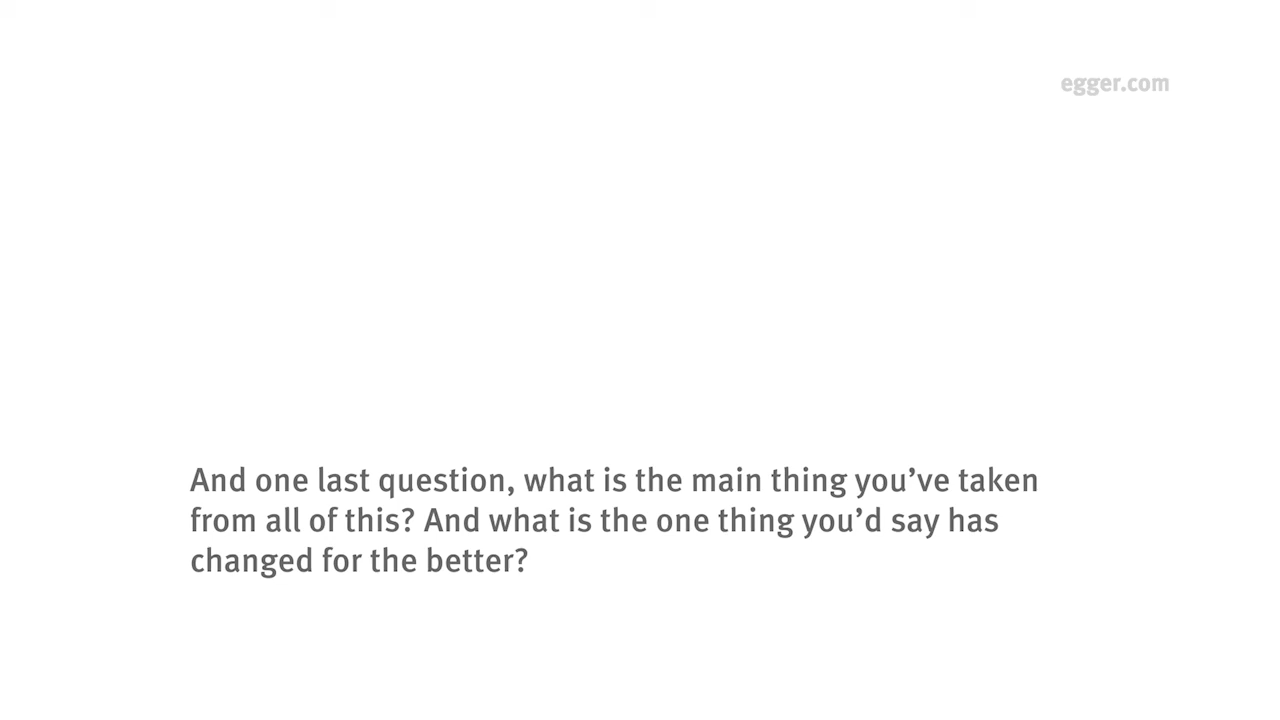 egger.com
And one last question, what is the main thing you’ve taken
from all of this? And what is the one thing you’d say has
changed for the better?